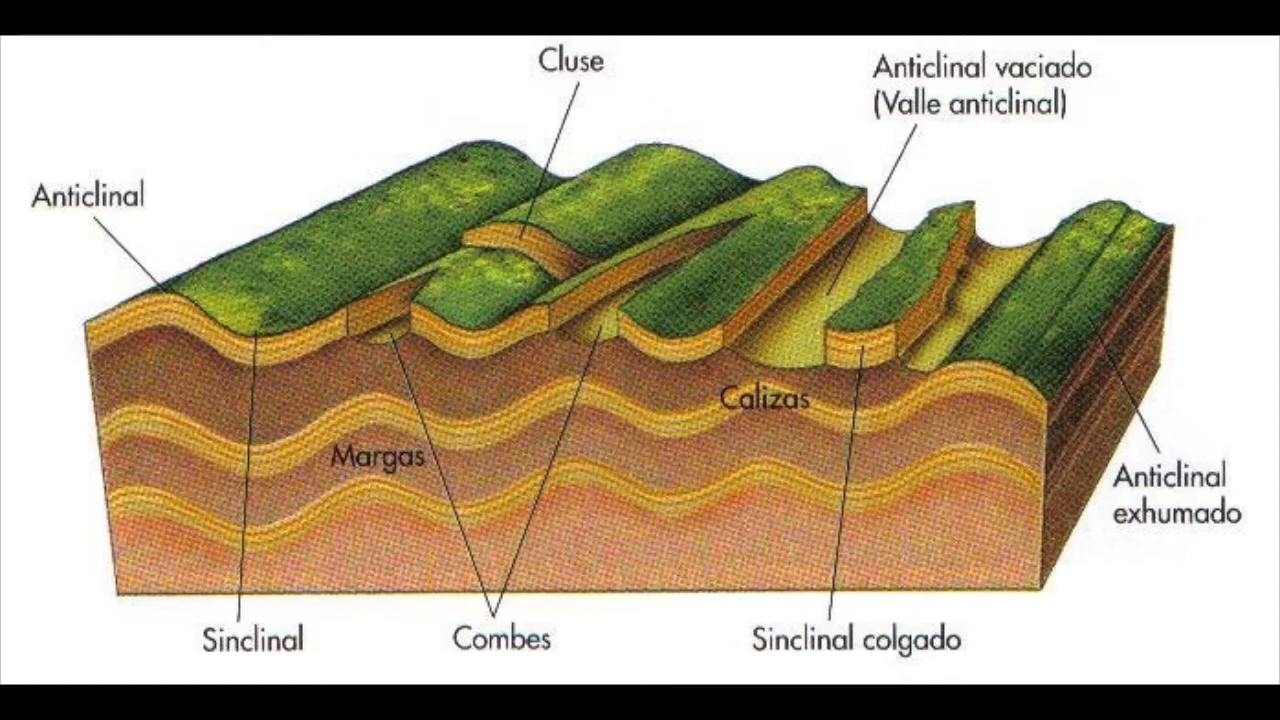 Cluse
Anticlinal vaciado
(Valle anticlinal)
Anticlinal
Calizas
Margas
Anticlinal
exhumado
Sinclinal
Combes
Sinclinal colgado